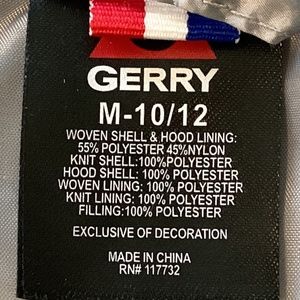 GERRY
M-10/12
WOVEN SHELL & HOOD LINING:
55% POLYESTER 45%NYLON
KNIT SHELL:100%POLYESTER
HOOD SHELL: 100%POLYESTER
WOVEN LINING: 100%POLYESTER
KNIT LINING: 100%POLYESTER
FILLING:100%POLYESTER
EXCLUSIVE OF DECORATION
MADE IN CHINA
RN# 117732